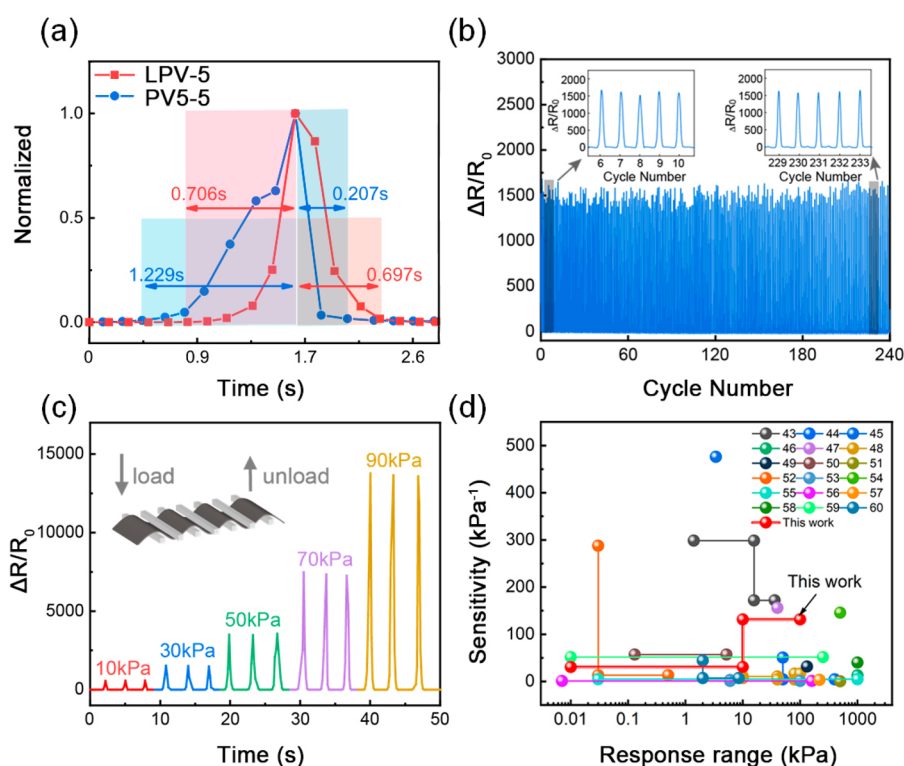 (a)
LPV-5
PV5-5
1.0
0.5
0.0
Normalized
0.706s
0.207s
1.229s
0.697s
0
0.9
1.7
2.6
Time (s)
(b)
3000
2500
2000
1500
1000
500
0
ΔR/R0
2000
1500
1000
500
0
ΔR/R0
6 7 8 9 10
Cycle Number
2000
1500
1000
500
0
ΔR/R0
229 230 231 232 233
Cycle Number
0 60 120 180 240
Cycle Number
(c)
15000
10000
5000
0
ΔR/R0
load
unload
10kPa
30kPa
50kPa
70kPa
90kPa
0 10 20 30 40 50
Time (s)
(d)
500
400
300
200
100
0
Sensitivity (kPa-1)
43 44 45
46 47 48
49 50 51
52 53 54
55 56 57
58 59 60
This work
This work
0.01 0.1 1 10 100 1000
Response range (kPa)